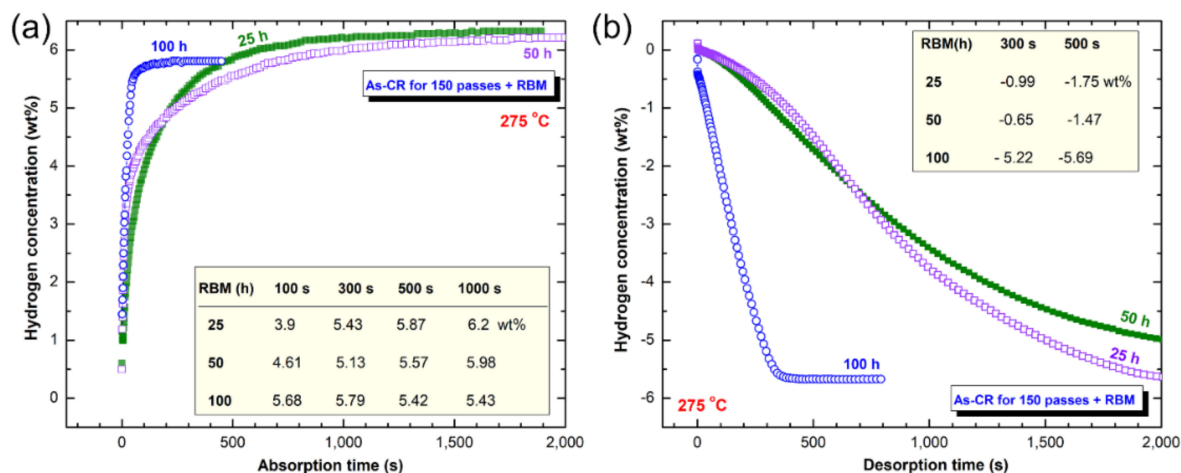 (a)
Hydrogen concentration (wt%)
6
5
4
3
2
1
0
100 h
25 h
50 h
As-CR for 150 passes + RBM
275 °C
RBM (h) 100 s 300 s 500 s 1000 s
25 3.9 5.43 5.87 6.2 wt%
50 4.61 5.13 5.57 5.98
100 5.68 5.79 5.42 5.43
0 500 1,000 1,500 2,000
Absorption time (s)
(b)
Hydrogen concentration (wt%)
0
-1
-2
-3
-4
-5
-6
RBM(h) 300 s 500 s
25 -0.99 -1.75 wt%
50 -0.65 -1.47
100 - 5.22 -5.69
50 h
25 h
100 h
As-CR for 150 passes + RBM
275 °C
0 500 1,000 1,500 2,000
Desorption time (s)